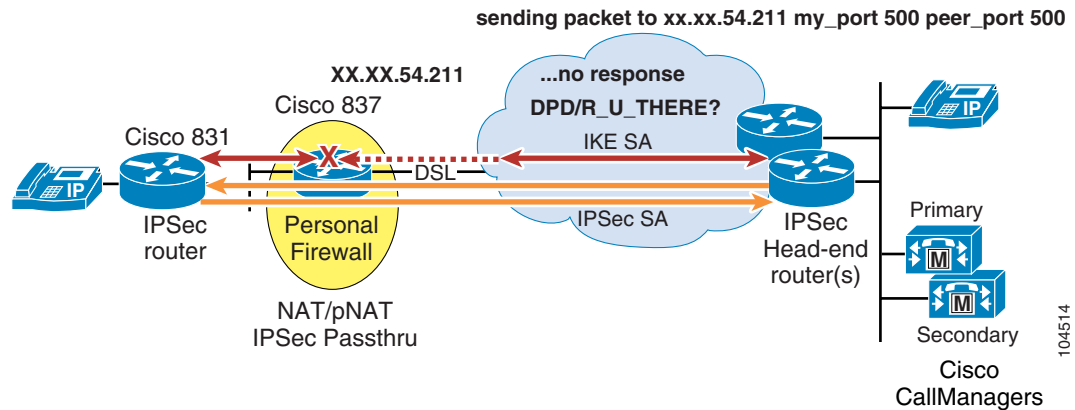 sending packet to xx.xx.54.211 my_port 500 peer_port 500
XX.XX.54.211
...no response
DPD/R_U_THERE?
Cisco 837
Cisco 831
IKE SA
IP
X
DSL
IP
IPSec SA
IPSec
router
Personal
Firewall
IPSec
Head-end
router(s)
Primary
M
NAT/pNAT
IPSec Passthru
M
Secondary
Cisco
CallManagers
104514